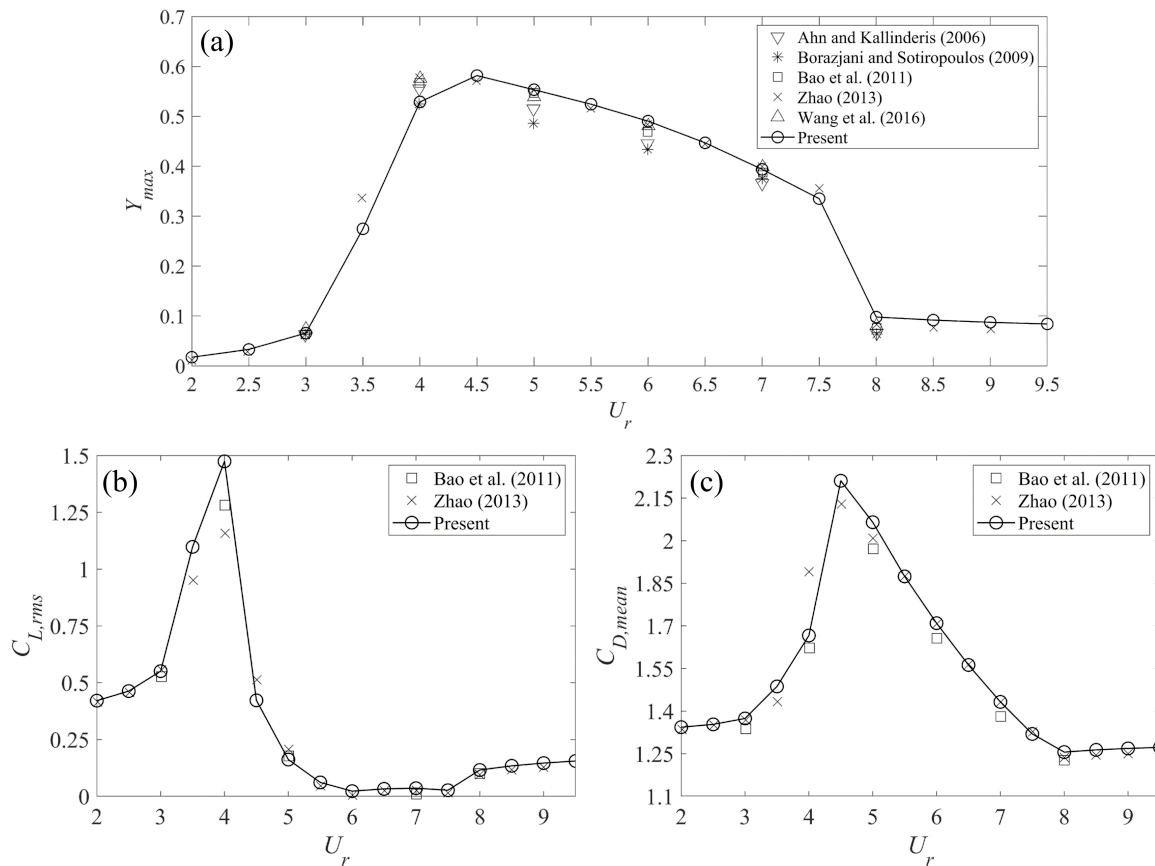 (a)
Ahn and Kallinderis (2006)
Borazjani and Sotiropoulos (2009)
Bao et al. (2011)
Zhao (2013)
Wang et al. (2016)
Present
0.7
0.6
0.5
0.4
0.3
0.2
0.1
0
Y_max
2 2.5 3 3.5 4 4.5 5 5.5 6 6.5 7 7.5 8 8.5 9 9.5
U_r
(b)
Bao et al. (2011)
Zhao (2013)
Present
1.5
1.25
1
0.75
0.5
0.25
0
C_L,rms
2 3 4 5 6 7 8 9
U_r
(c)
Bao et al. (2011)
Zhao (2013)
Present
2.3
2.15
2
1.85
1.7
1.55
1.4
1.25
1.1
C_D,mean
2 3 4 5 6 7 8 9
U_r